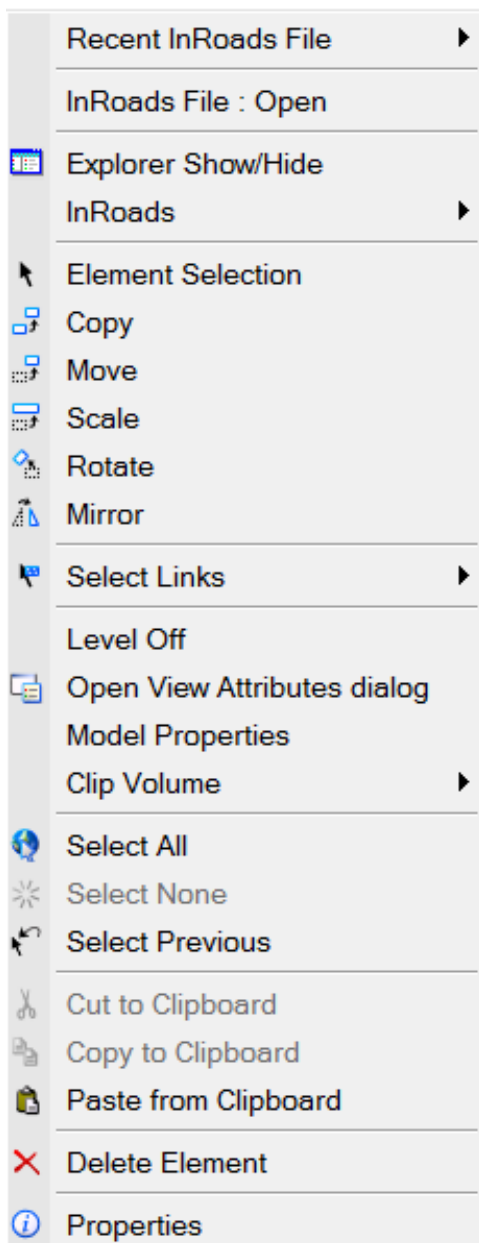 Recent InRoads File
InRoads File : Open
Explorer Show/Hide
InRoads
Element Selection
Copy
Move
Scale
Rotate
Mirror
Select Links
Level Off
Open View Attributes dialog
Model Properties
Clip Volume
Select All
Select None
Select Previous
Cut to Clipboard
Copy to Clipboard
Paste from Clipboard
Delete Element
Properties